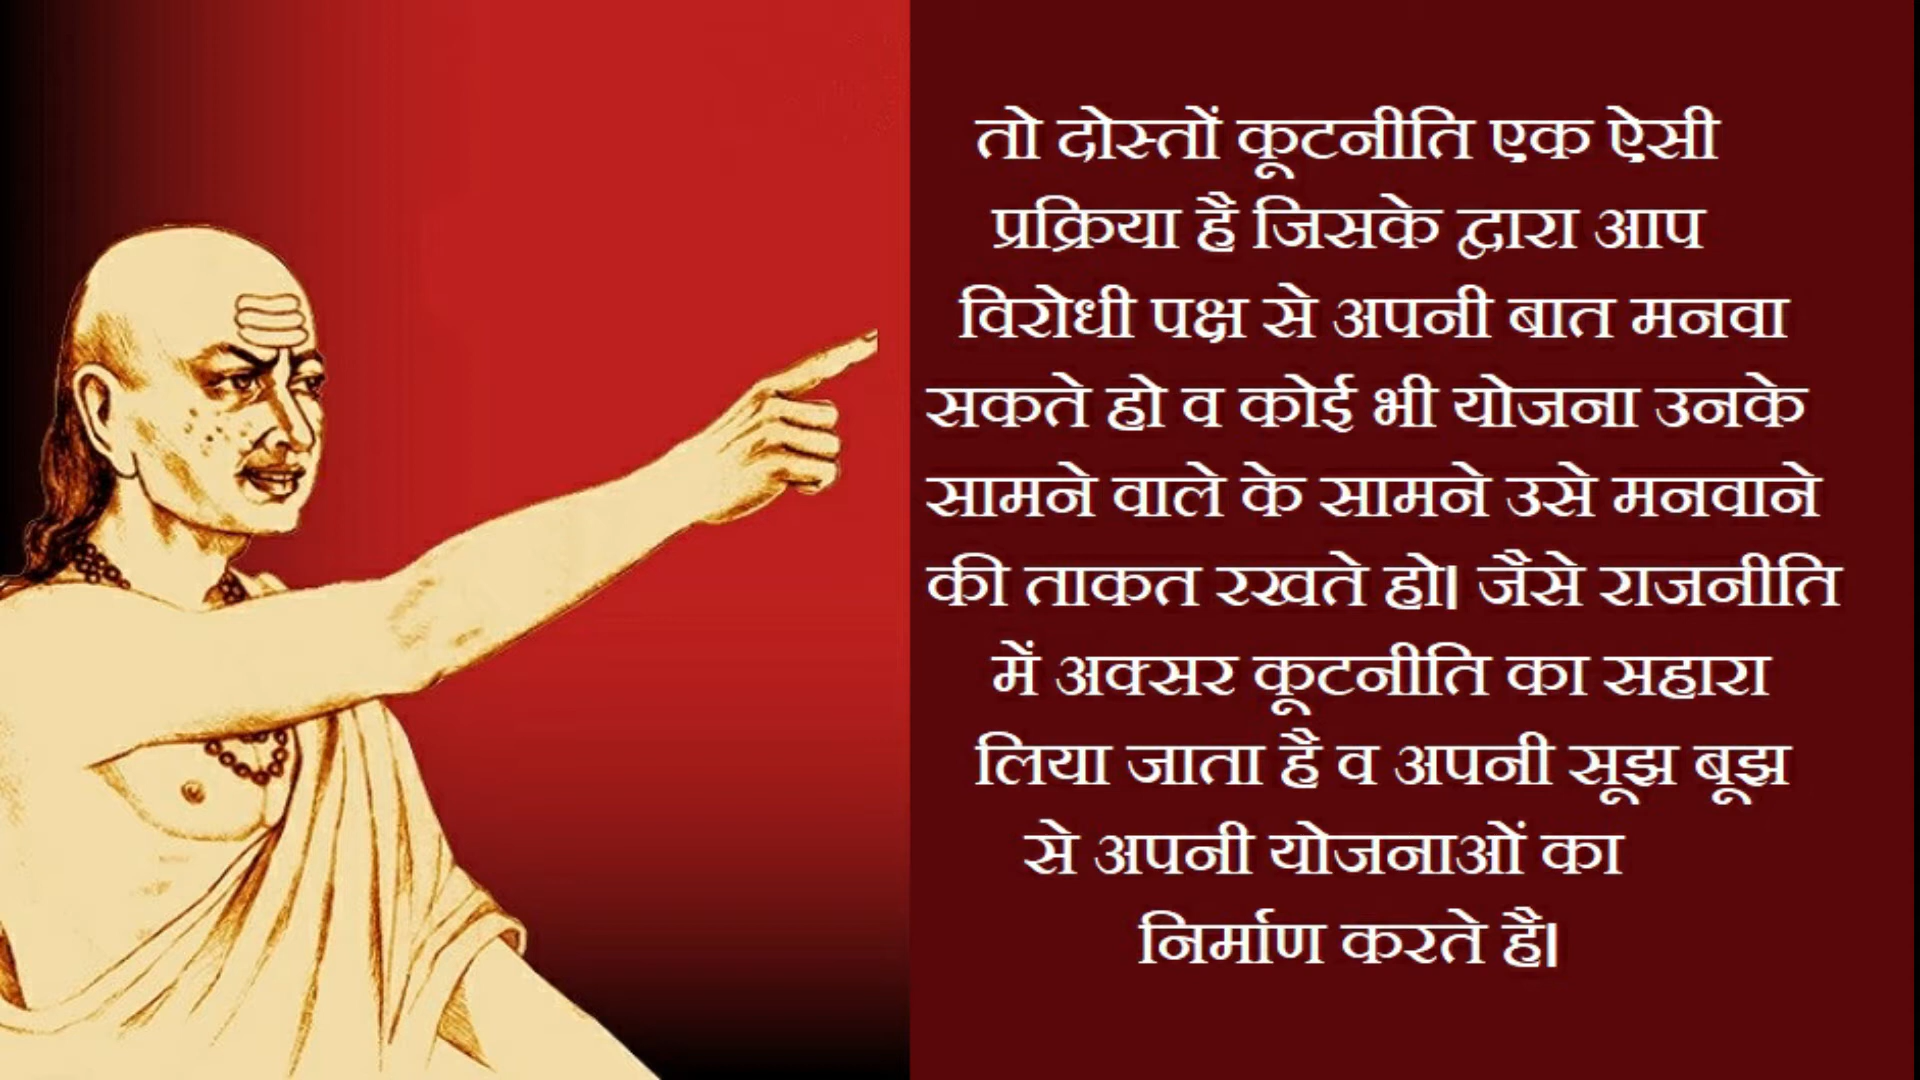 तो दोस्तों कूटनीति एक ऐसी
प्रक्रिया है जिसके द्वारा आप
विरोधी पक्ष से अपनी बात मनवा
सकते हो व कोई भी योजना उनके
सामने वाले के सामने उसे मनवाने
की ताकत रखते हो। जैसे राजनीति
में अक्सर कूटनीति का सहारा
लिया जाता है व अपनी सूझ बूझ
से अपनी योजनाओं का
निर्माण करते है।